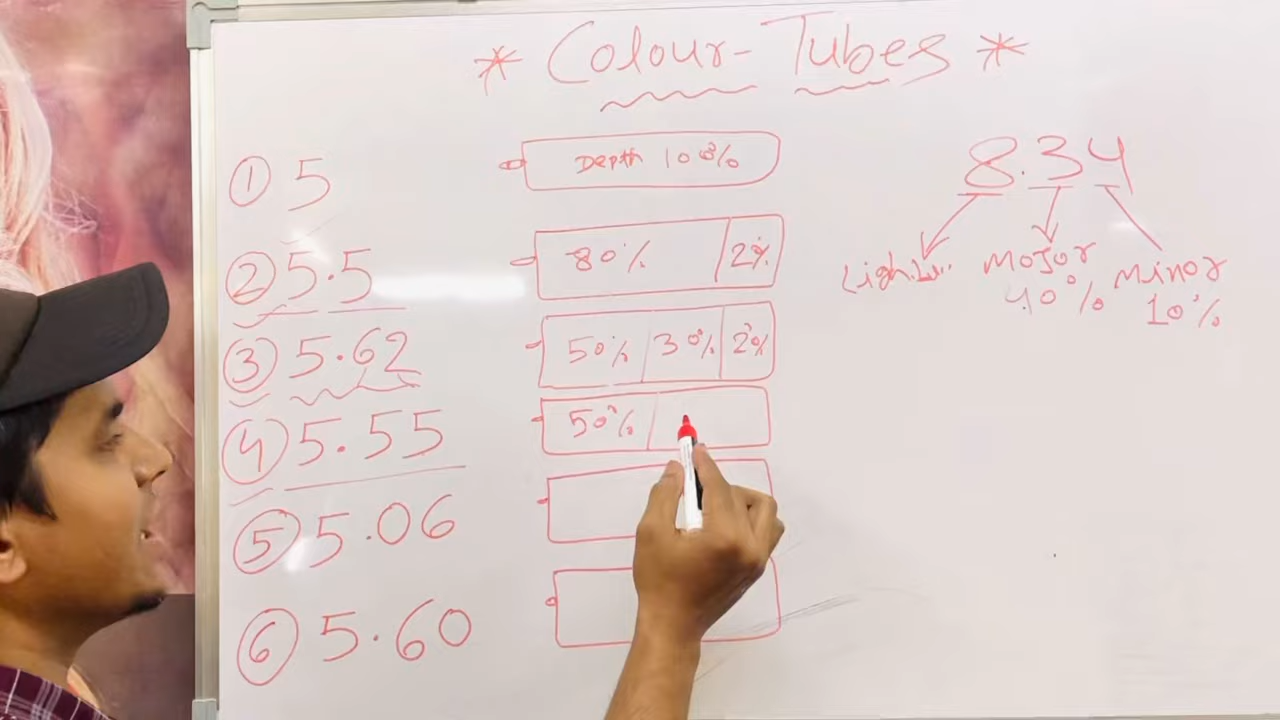 * Colour-Tubes *
① 5
Depth 100%
② 5.5
80% 2%
③ 5.62
50% 30% 2%
④ 5.55
50%
⑤ 5.06
⑥ 5.60
8.34
Major
40%
Minor
10%